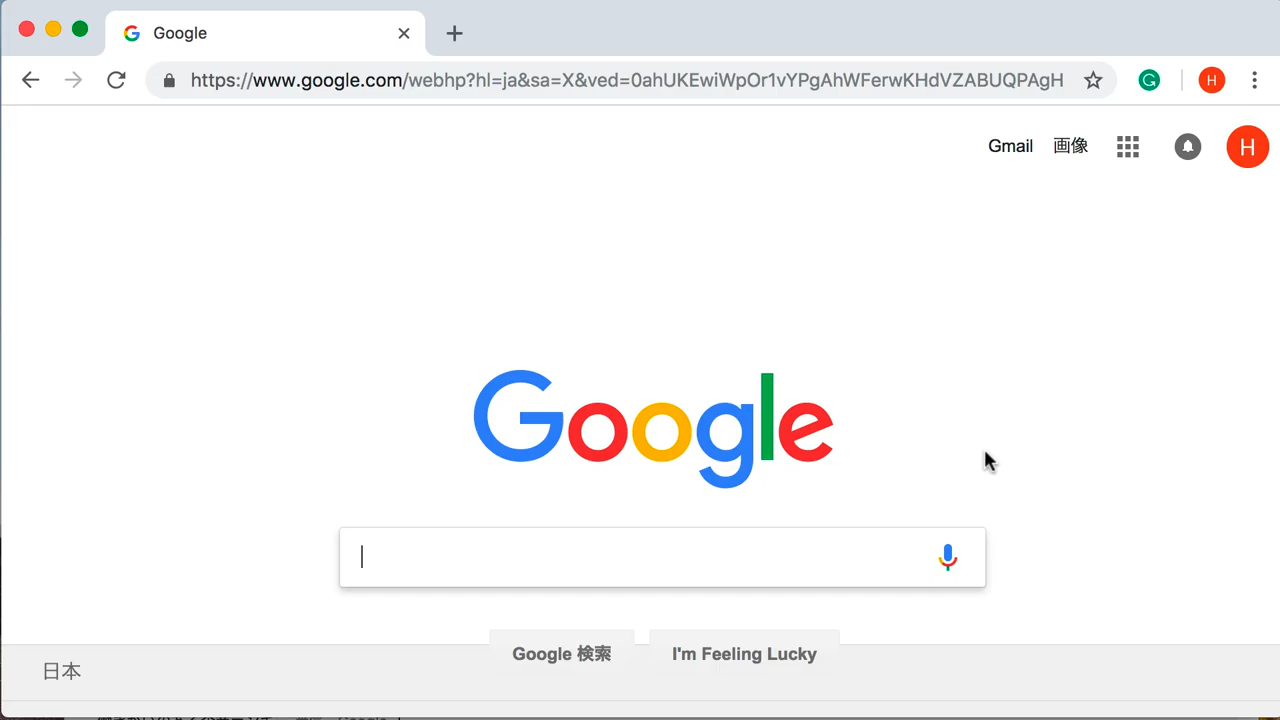 Google
https://www.google.com/webhp?hl=ja&sa=X&ved=0ahUKEwiWpOr1vYPgAhWFerwKHdVZABUQPAgH
H
Gmail 画像
H
Google
Google 検索 I'm Feeling Lucky
日本